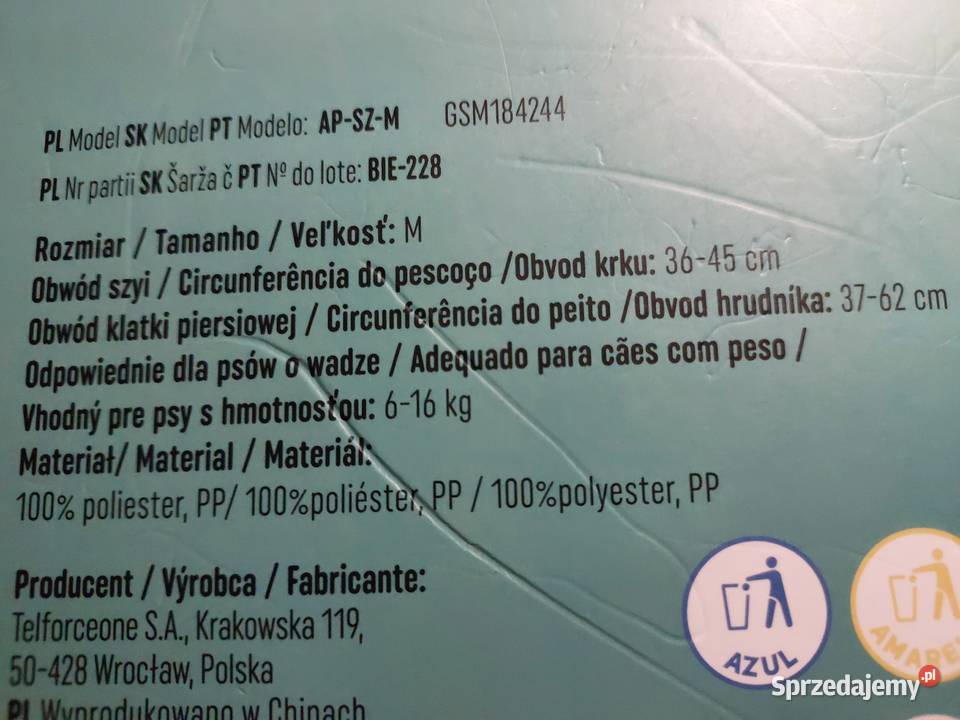 PL Model SK Model PT Modelo: AP-SZ-M GSM184244
PL Nr partii SK Šarža č PT Nº do lote: BIE-228
Rozmiar / Tamanho / Veľkosť: M
Obwód szyi / Circunferência do pescoço /Obvod krku: 36-45 cm
Obwód klatki piersiowej / Circunferência do peito /Obvod hrudníka: 37-62 cm
Odpowiednie dla psów o wadze / Adequado para cães com peso /
Vhodný pre psy s hmotnosťou: 6-16 kg
Materiał/ Material / Materiál:
100% poliester, PP/ 100%poliéster, PP / 100%polyester, PP
Producent / Výrobca / Fabricante:
Telforceone S.A., Krakowska 119,
50-428 Wrocław, Polska
PL Wyprodukowano w Chinach
AZUL
Sprzedajemy.pl